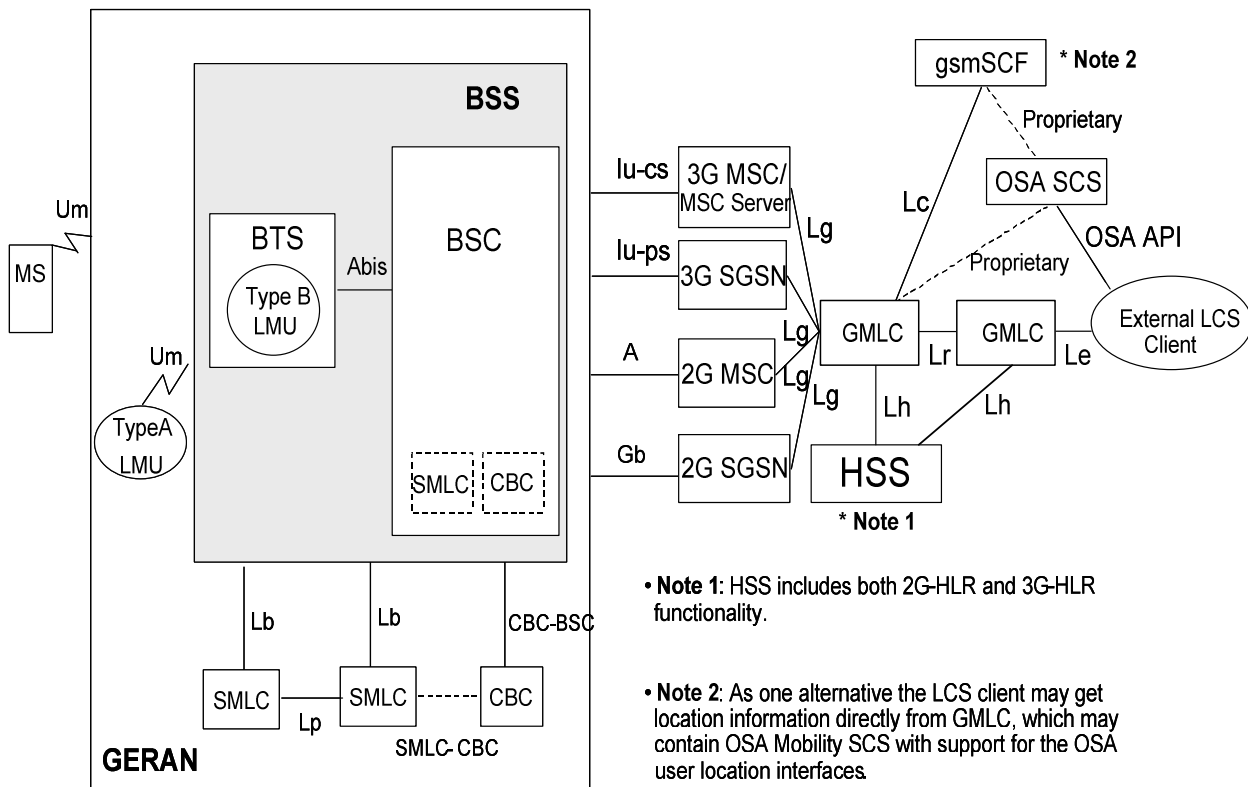 gsmSCF
* Note 2
BSS
Proprietary
Iu-cs
3G MSC/
MSC Server
OSA SCS
Um
Lc
BTS
BSC
Lg
OSA API
MS
Abis
Iu-ps
3G SGSN
Proprietary
Type B
LMU
GMLC
GMLC
External LCS
Client
Um
A
Lg
Lr
Le
2G MSC
Lg
Lg
Lh
Lh
TypeA
LMU
Gb
2G SGSN
HSS
SMLC
CBC
* Note 1
• Note 1: HSS includes both 2G-HLR and 3G-HLR
functionality.
Lb
Lb
CBC-BSC
SMLC
SMLC
CBC
Lp
SMLC- CBC
GERAN
• Note 2: As one alternative the LCS client may get
location information directly from GMLC, which may
contain OSA Mobility SCS with support for the OSA
user location interfaces.